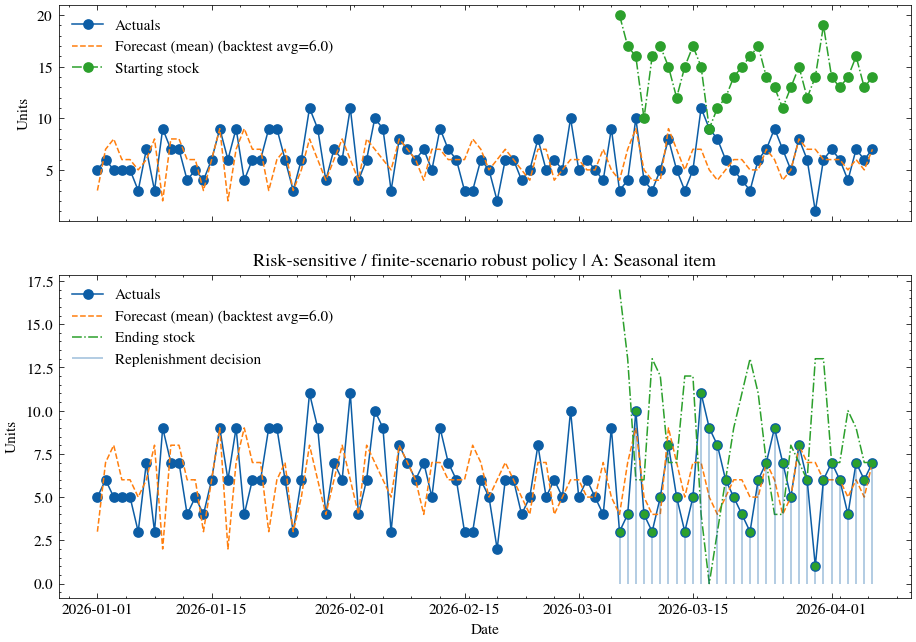 20
15
10
5
Units
Actuals
Forecast (mean) (backtest avg=6.0)
Starting stock
Risk-sensitive / finite-scenario robust policy | A: Seasonal item
17.5
15.0
12.5
10.0
7.5
5.0
2.5
0.0
Units
Actuals
Forecast (mean) (backtest avg=6.0)
Ending stock
Replenishment decision
2026-01-01 2026-01-15 2026-02-01 2026-02-15 2026-03-01 2026-03-15 2026-04-01
Date